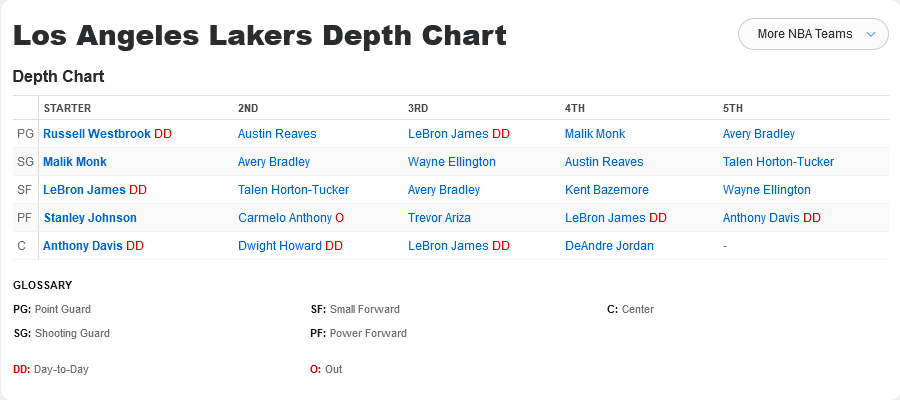 Los Angeles Lakers Depth Chart
More NBA Teams
Depth Chart
STARTER 2ND 3RD 4TH 5TH
PG Russell Westbrook DD Austin Reaves LeBron James DD Malik Monk Avery Bradley
SG Malik Monk Avery Bradley Wayne Ellington Austin Reaves Talen Horton-Tucker
SF LeBron James DD Talen Horton-Tucker Avery Bradley Kent Bazemore Wayne Ellington
PF Stanley Johnson Carmelo Anthony O Trevor Ariza LeBron James DD Anthony Davis DD
C Anthony Davis DD Dwight Howard DD LeBron James DD DeAndre Jordan -
GLOSSARY
PG: Point Guard SF: Small Forward C: Center
SG: Shooting Guard PF: Power Forward
DD: Day-to-Day O: Out